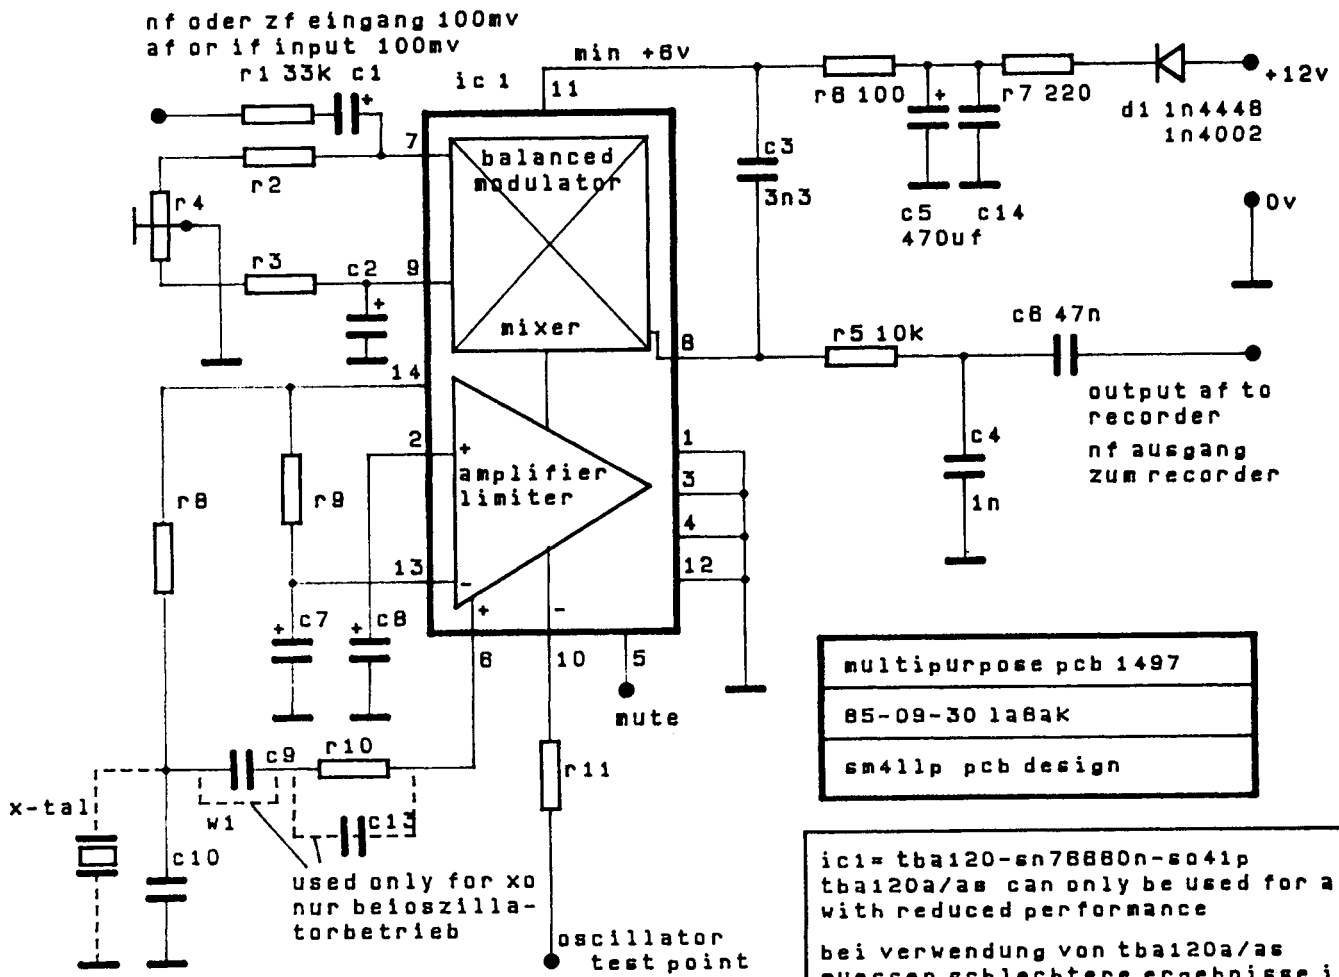 nf oder zf eingang 100mv
af or if input 100mv
r1 33k c1
ic 1
11
min +6v
r6 100
r7 220
+12v
d1 1n4448
1n4002
7
balanced
modulator
c3
3n3
r2
r4
c5
470uf
c14
0v
r3
c2
9
mixer
8
r5 10k
c6 47n
14
output af to
recorder
nf ausgang
zum recorder
2
amplifier
limiter
1
3
4
12
c4
1n
r8
r9
13
c7
c8
6
10
5
mute
multipurpose pcb 1497
85-09-30 la8ak
sm4llp pcb design
c9
r10
r11
x-tal
w1
c13
c10
used only for xo
nur beioszilla-
torbetrieb
oscillator
test point
ic1= tba120-sn76660n-so41p
tba120a/as can only be used for a
with reduced performance
bei verwendung von tba120a/as
muessen schlechtere ergebnisse i